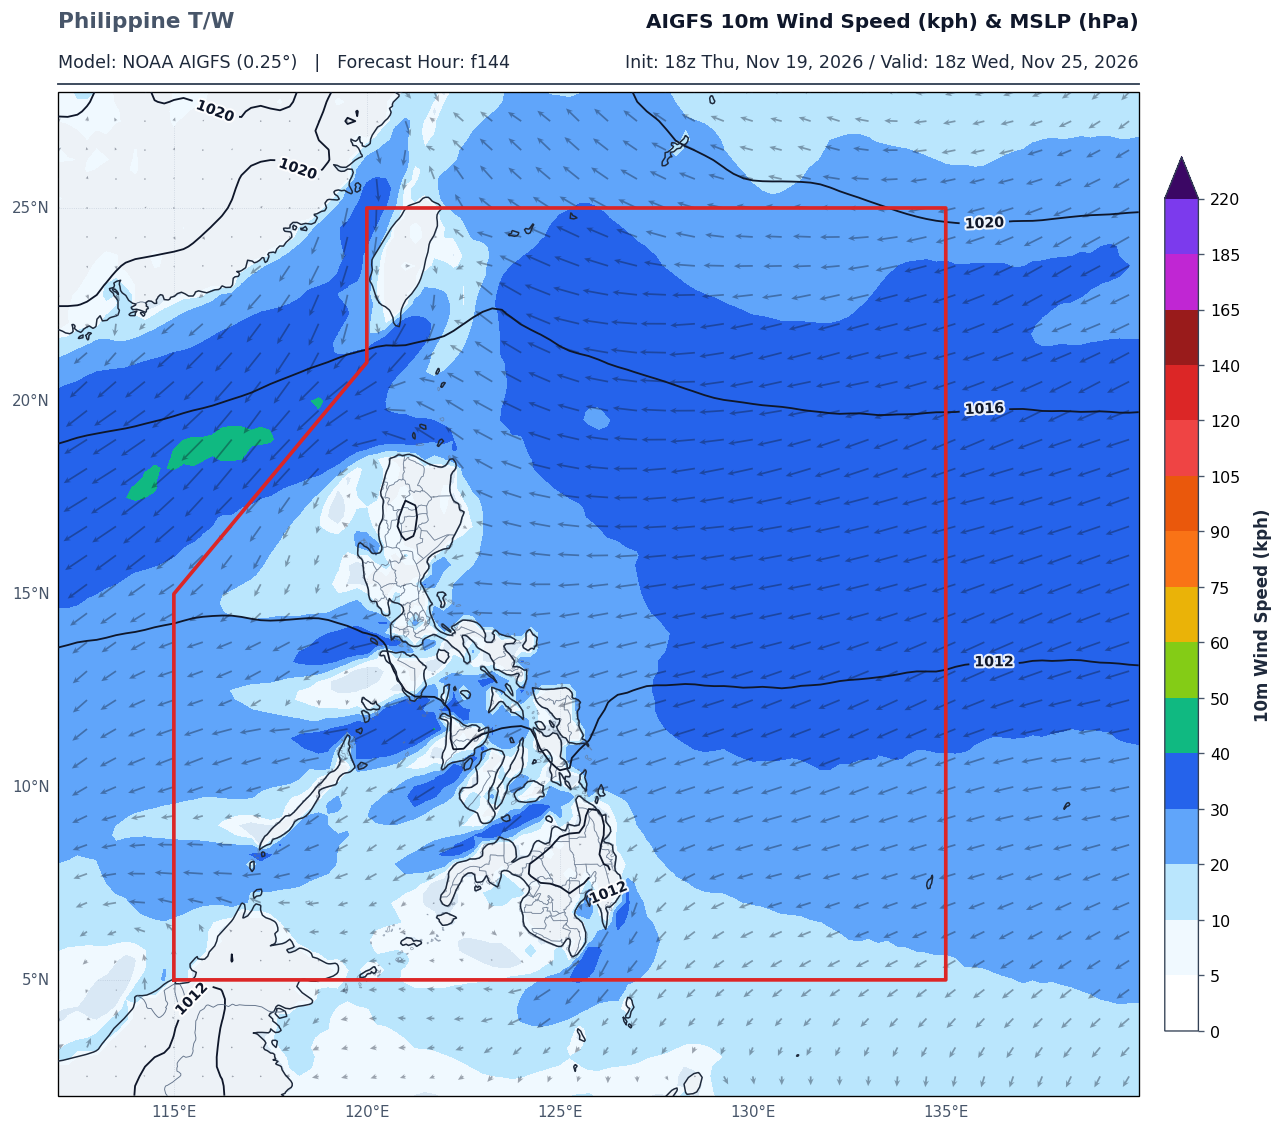 Philippine T/W
AIGFS 10m Wind Speed (kph) & MSLP (hPa)
Model: NOAA AIGFS (0.25°) | Forecast Hour: f144
Init: 18z Thu, Nov 19, 2026 / Valid: 18z Wed, Nov 25, 2026
1020
1020
1020
1016
1012
1012
1012
25°N
20°N
15°N
10°N
5°N
115°E
120°E
125°E
130°E
135°E
220
185
165
140
120
105
90
75
60
50
40
30
20
10
5
0
10m Wind Speed (kph)